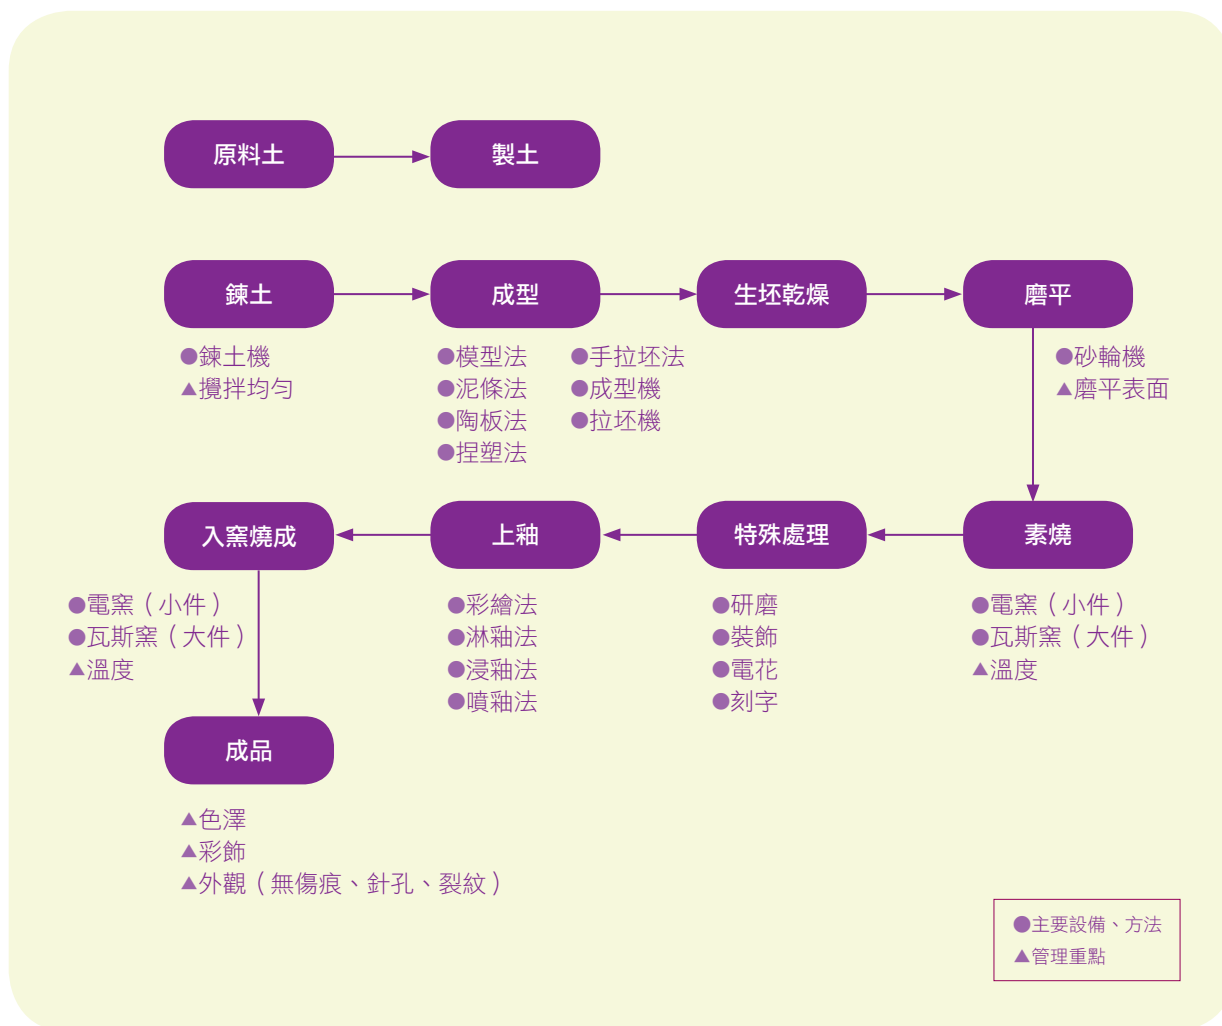 原料土
製土
鍊土
●鍊土機
▲攪拌均勻
成型
●模型法
●泥條法
●陶板法
●捏塑法
●手拉坯法
●成型機
●拉坯機
生坯乾燥
磨平
●砂輪機
▲磨平表面
素燒
●電窯（小件）
●瓦斯窯（大件）
▲溫度
特殊處理
●研磨
●裝飾
●電花
●刻字
上釉
●彩繪法
●淋釉法
●浸釉法
●噴釉法
入窯燒成
●電窯（小件）
●瓦斯窯（大件）
▲溫度
成品
▲色澤
▲彩飾
▲外觀（無傷痕、針孔、裂紋）
●主要設備、方法
▲管理重點